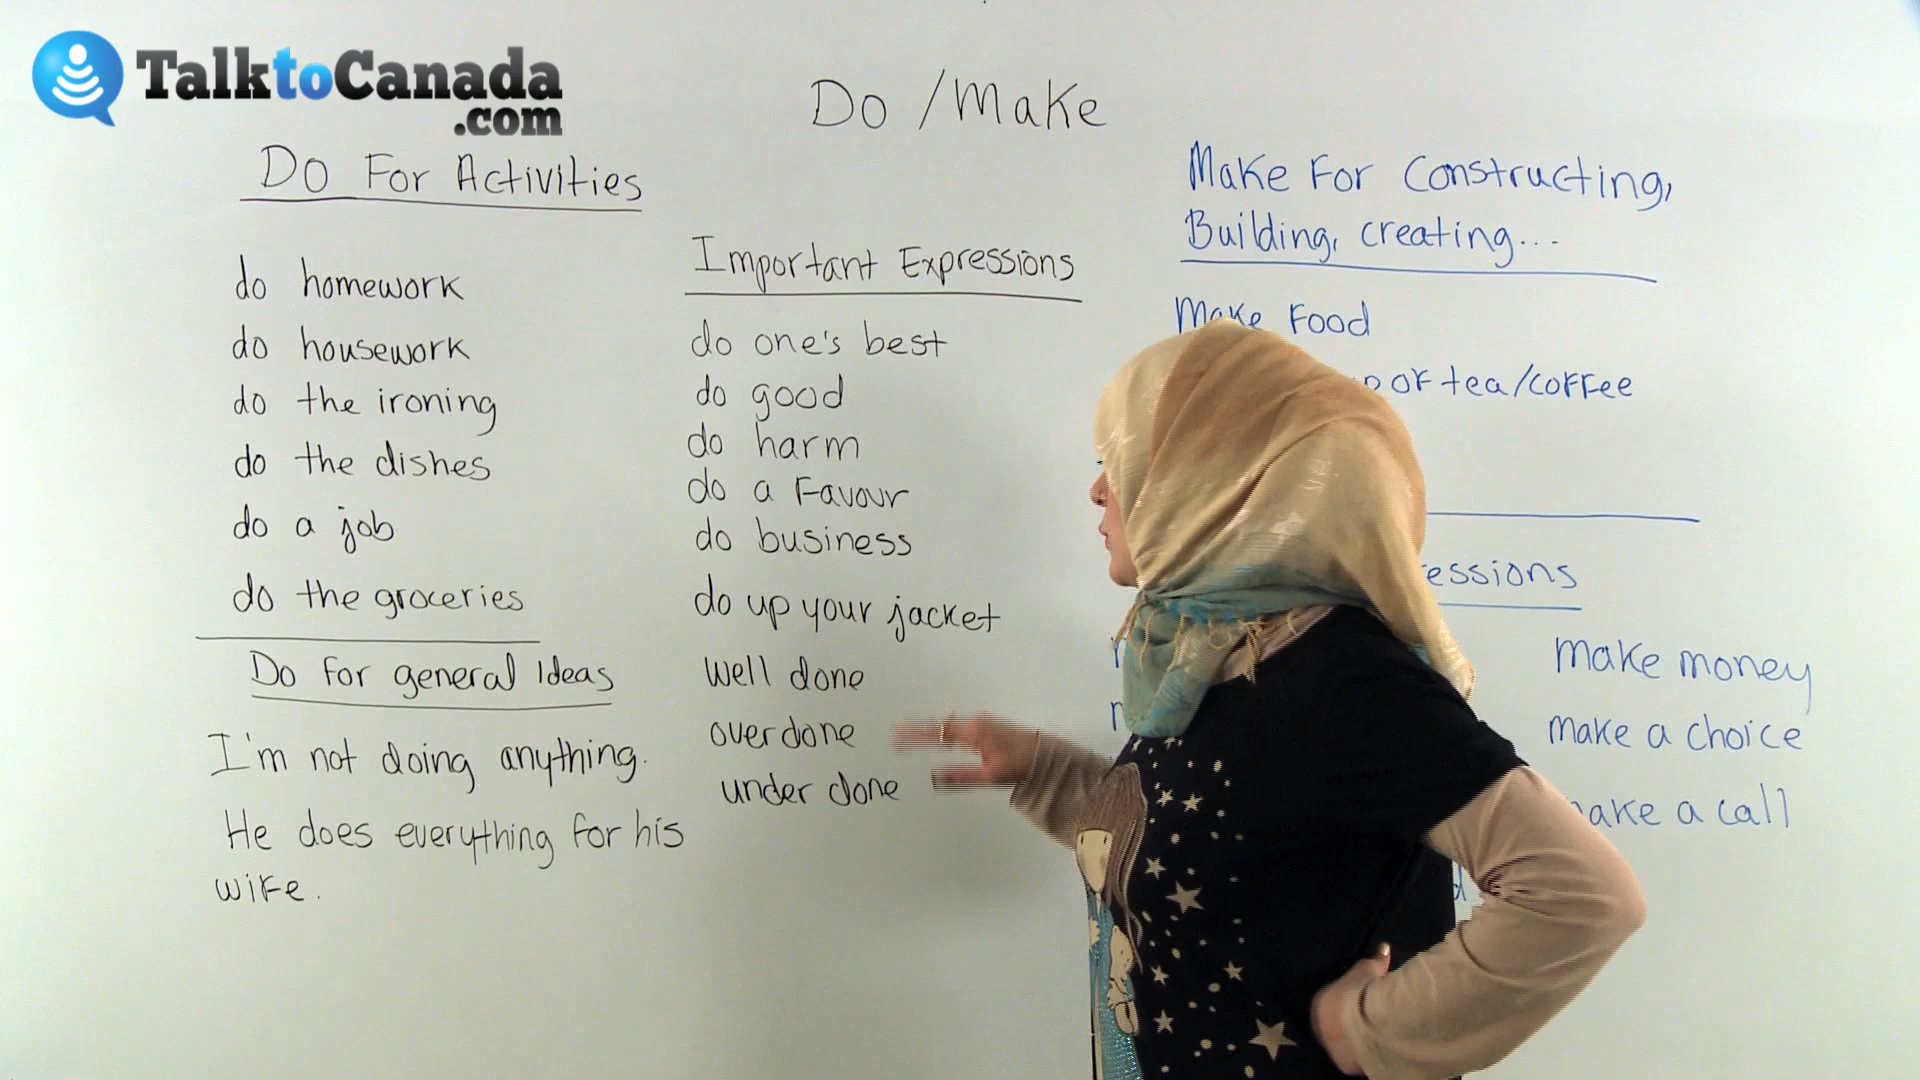 TalktoCanada
.com
Do / Make
Do For Activities
do homework
do housework
do the ironing
do the dishes
do a job
do the groceries
Do for general Ideas
I'm not doing anything.
He does everything for his
wife.
Important Expressions
do one's best
do good
do harm
do a Favour
do business
do up your jacket
well done
overdone
under done
Make For Constructing,
Building, creating...
Make Food
of tea/coffee
make money
make a choice
make a call